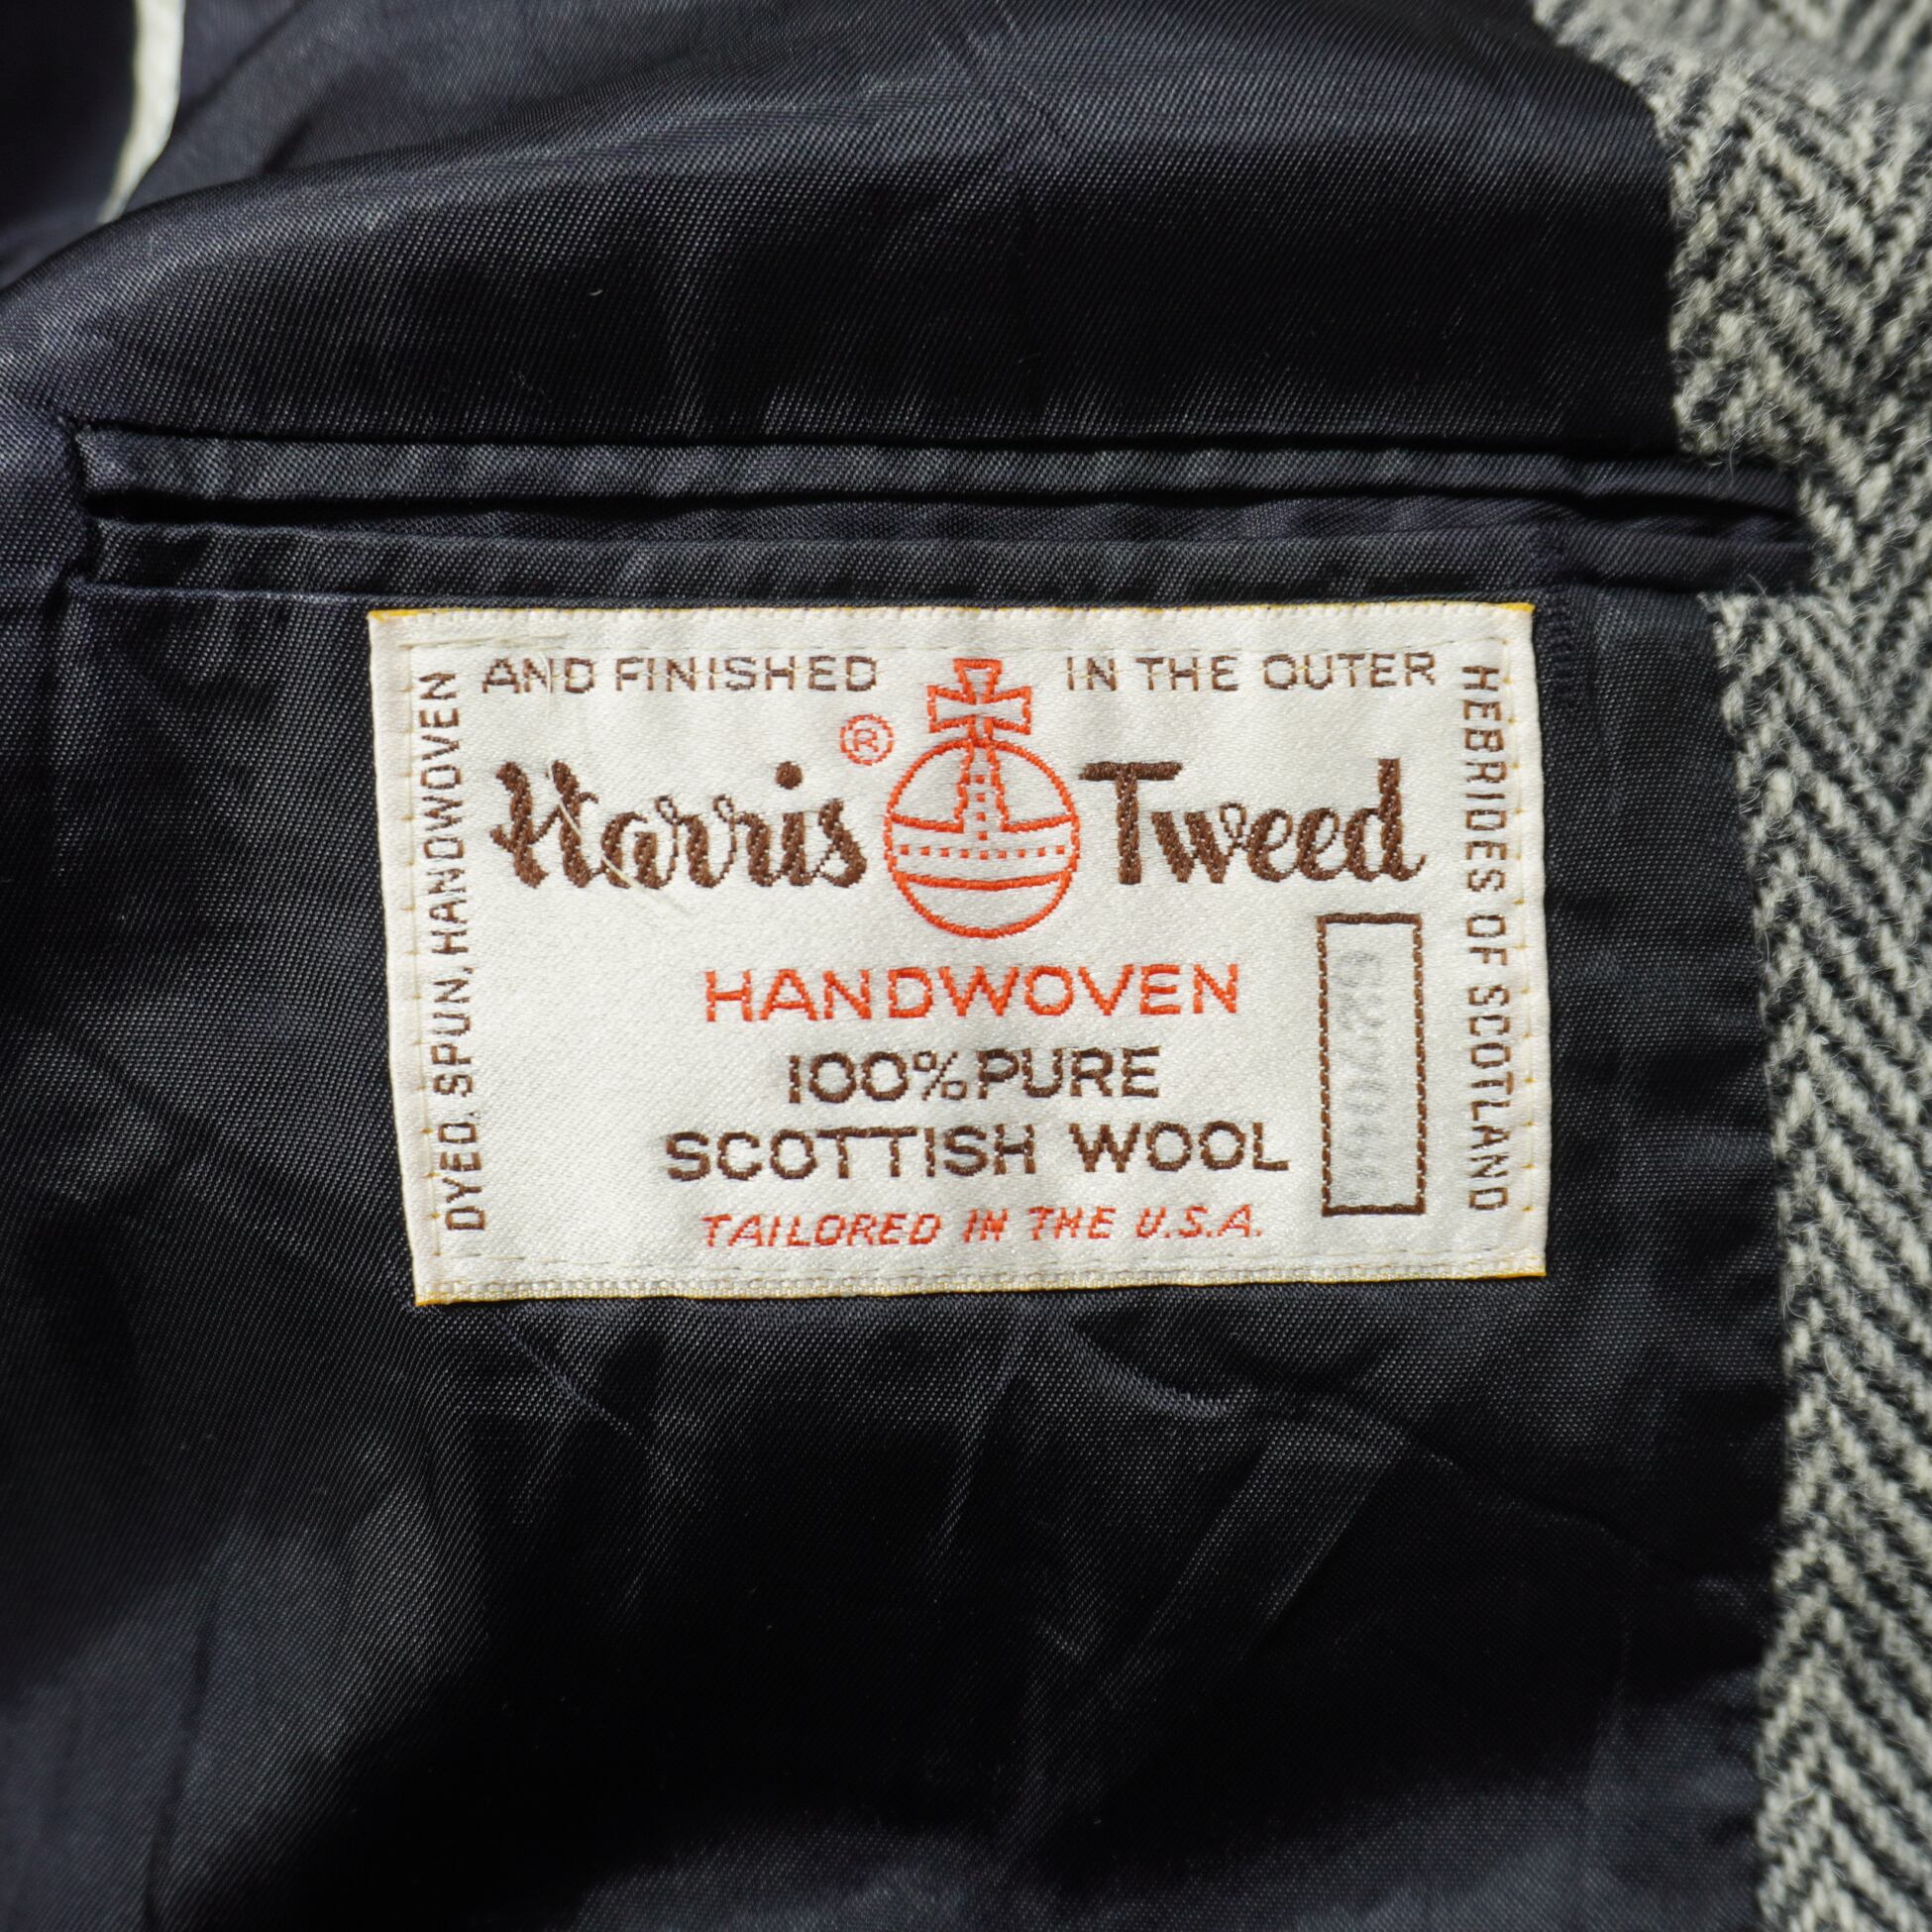 DYED, SPUN, HANDWOVEN
AND FINISHED IN THE OUTER
HEBRIDES OF SCOTLAND
®
Harris Tweed
HANDWOVEN
100% PURE
SCOTTISH WOOL
TAILORED IN THE U.S.A.